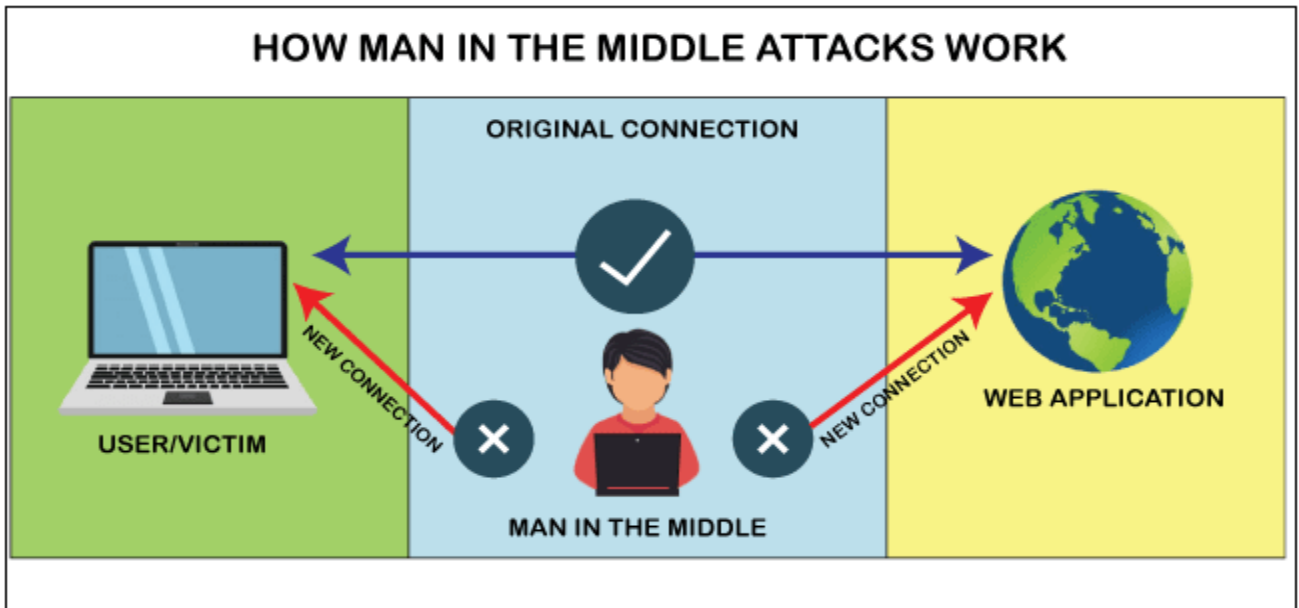 HOW MAN IN THE MIDDLE ATTACKS WORK
ORIGINAL CONNECTION
NEW CONNECTION
NEW CONNECTION
USER/VICTIM
WEB APPLICATION
MAN IN THE MIDDLE